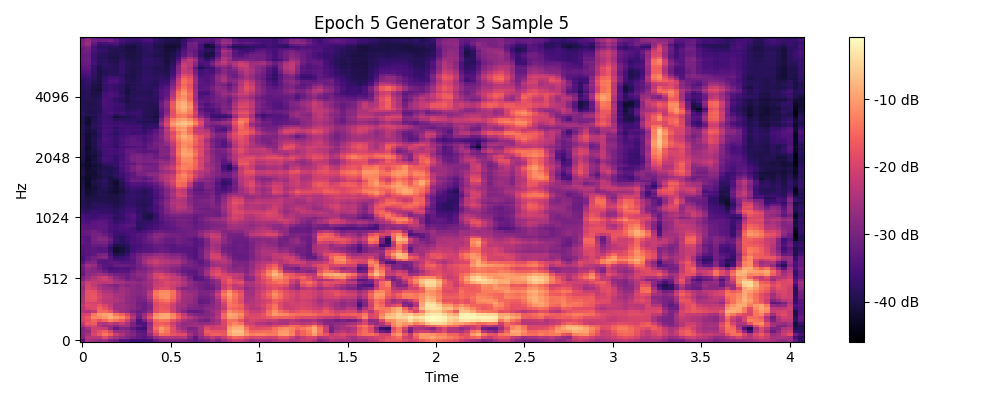 Epoch 5 Generator 3 Sample 5
Hz
4096
2048
1024
512
0
0 0.5 1 1.5 2 2.5 3 3.5 4
Time
-10 dB
-20 dB
-30 dB
-40 dB